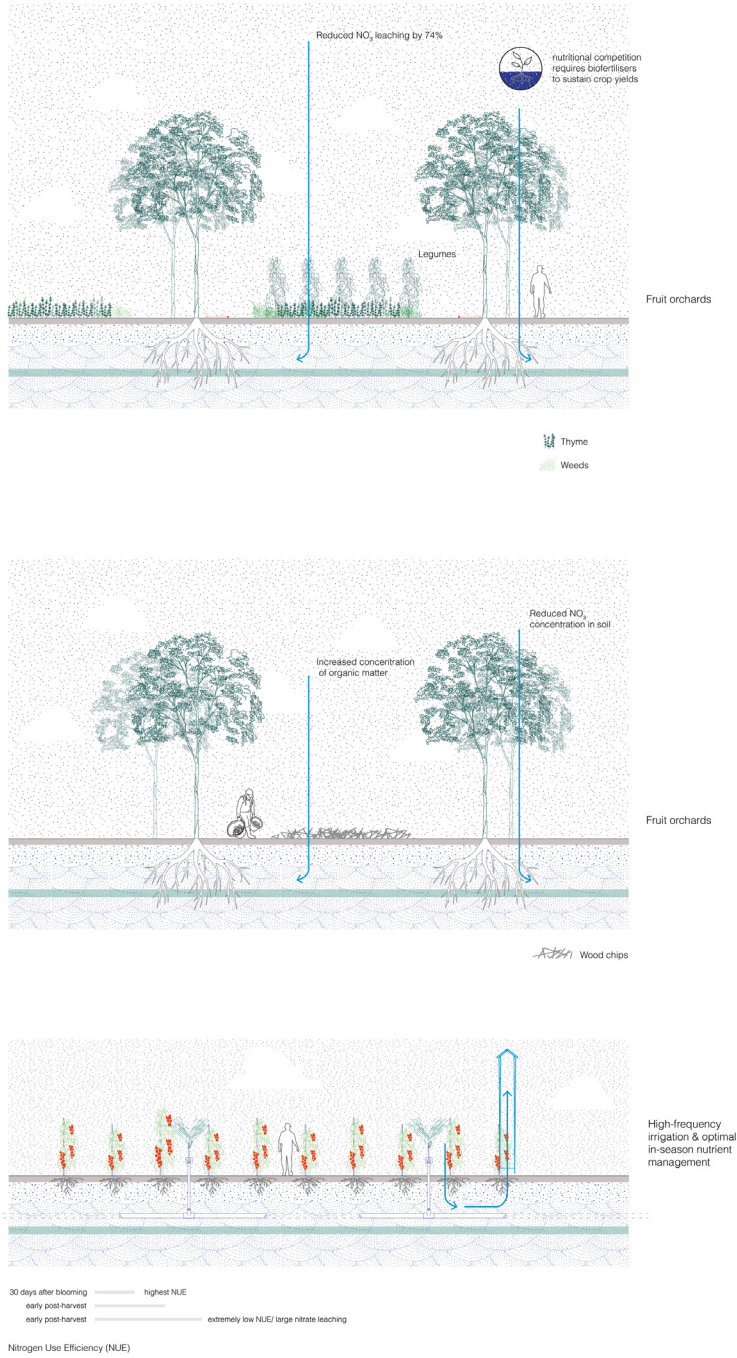 Reduced NO3 leaching by 74%
nutritional competition
requires biofertilisers
to sustain crop yields
Legumes
Fruit orchards
Thyme
Weeds
Reduced NO3
concentration in soil
Increased concentration
of organic matter
Fruit orchards
Wood chips
High-frequency
irrigation & optimal
in-season nutrient
management
30 days after blooming highest NUE
early post-harvest
early post-harvest extremely low NUE/ large nitrate leaching
Nitrogen Use Efficiency (NUE)